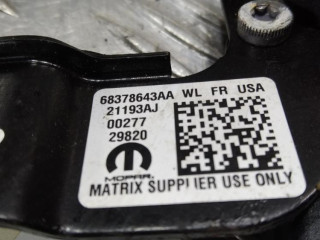 68378643AA WL FR USA
21193AJ
00277
29820
MOPAR.
MATRIX SUPPLIER USE ONLY